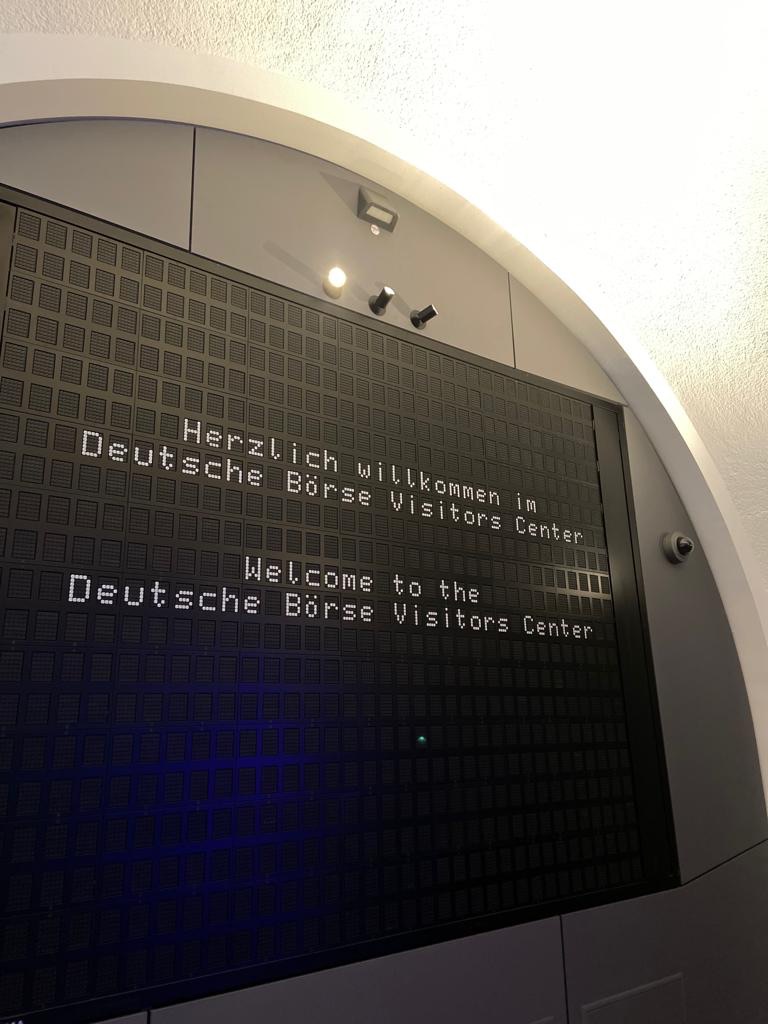 Herzlich willkommen im
Deutsche Börse Visitors Center
Welcome to the
Deutsche Börse Visitors Center